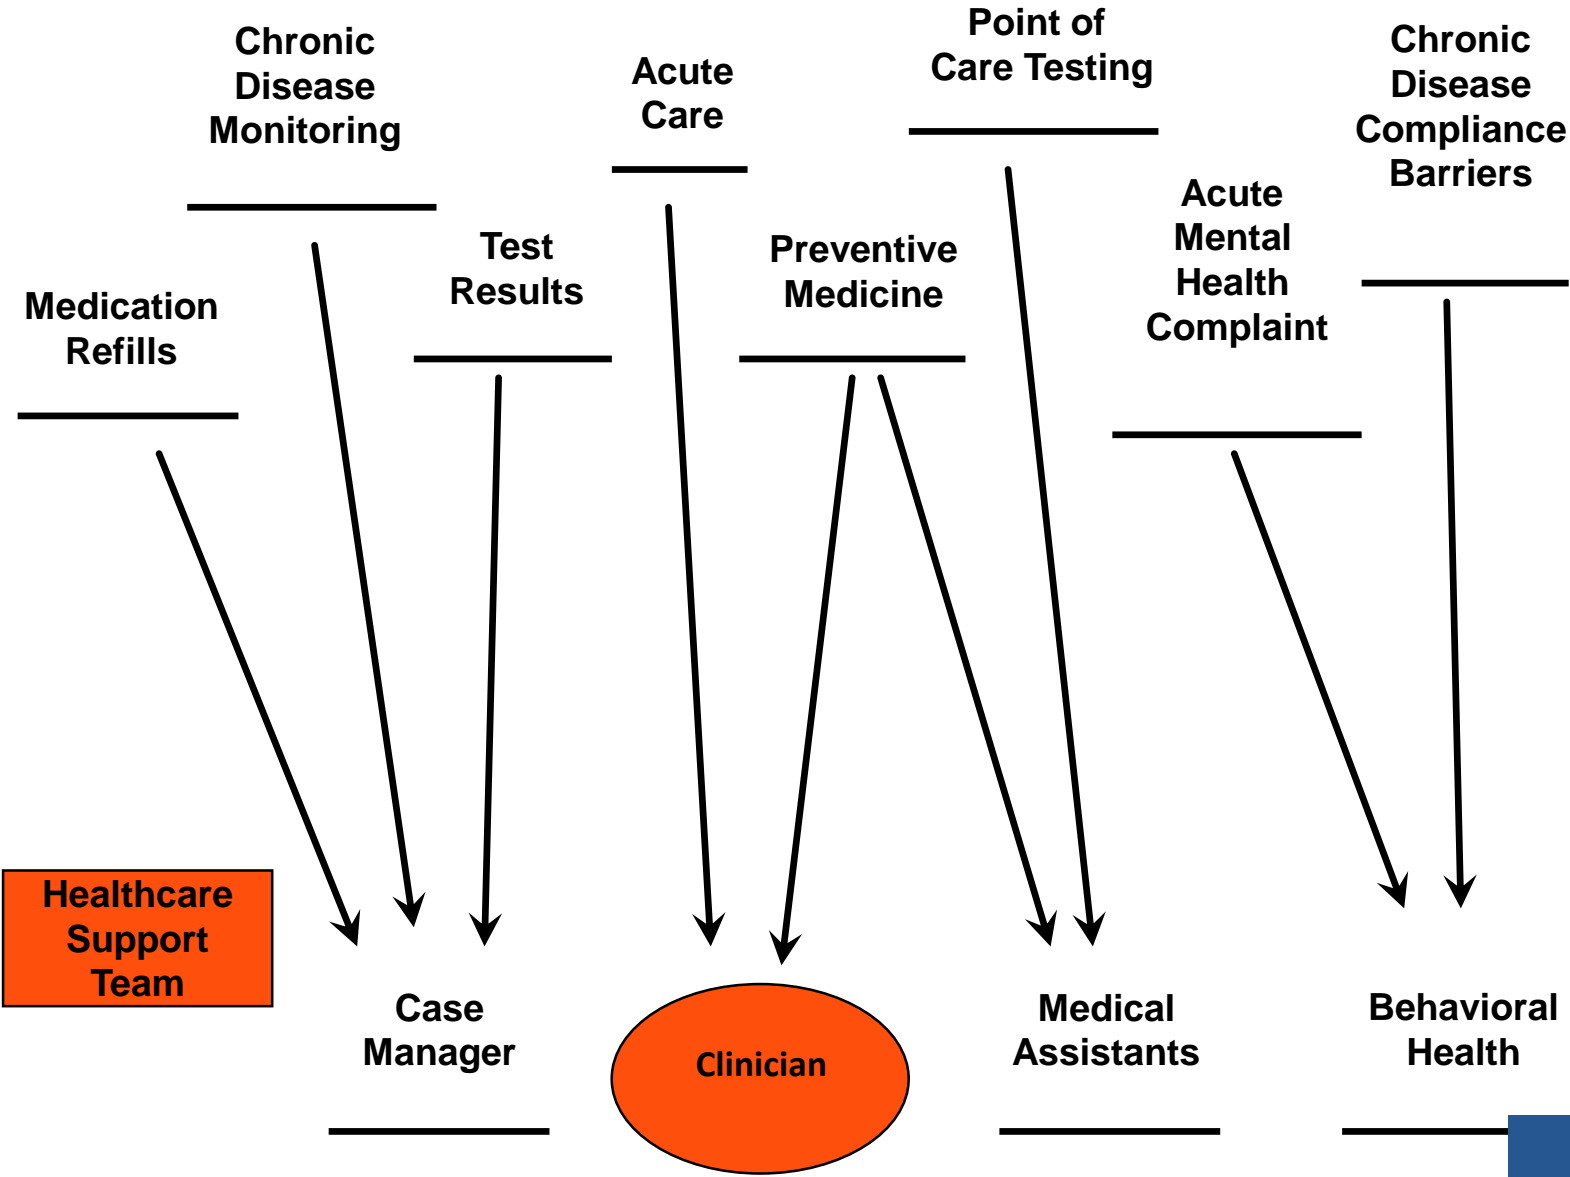 Chronic
Disease
Monitoring
Acute
Care
Point of
Care Testing
Chronic
Disease
Compliance
Barriers
Medication
Refills
Test
Results
Preventive
Medicine
Acute
Mental
Health
Complaint
Healthcare
Support
Team
Case
Manager
Clinician
Medical
Assistants
Behavioral
Health